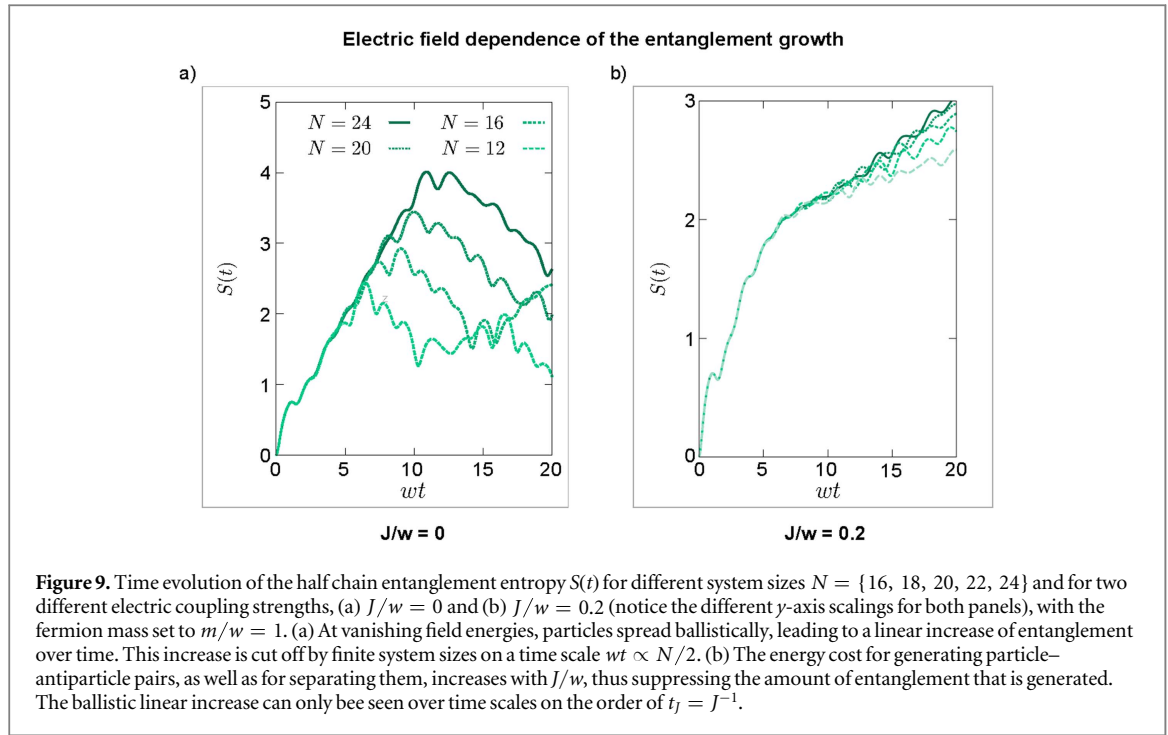 Electric field dependence of the entanglement growth
a)
5
4
3
2
1
0
S(t)
N = 24
N = 16
N = 20
N = 12
0 5 10 15 20
wt
J/w = 0
b)
3
2
1
0
S(t)
0 5 10 15 20
wt
J/w = 0.2
Figure 9. Time evolution of the half chain entanglement entropy S(t) for different system sizes N = {16, 18, 20, 22, 24} and for two
different electric coupling strengths, (a) J/w = 0 and (b) J/w = 0.2 (notice the different y-axis scalings for both panels), with the
fermion mass set to m/w = 1. (a) At vanishing field energies, particles spread ballistically, leading to a linear increase of entanglement
over time. This increase is cut off by finite system sizes on a time scale wt ∝ N/2. (b) The energy cost for generating particle–
antiparticle pairs, as well as for separating them, increases with J/w, thus suppressing the amount of entanglement that is generated.
The ballistic linear increase can only bee seen over time scales on the order of t_J = J⁻¹.